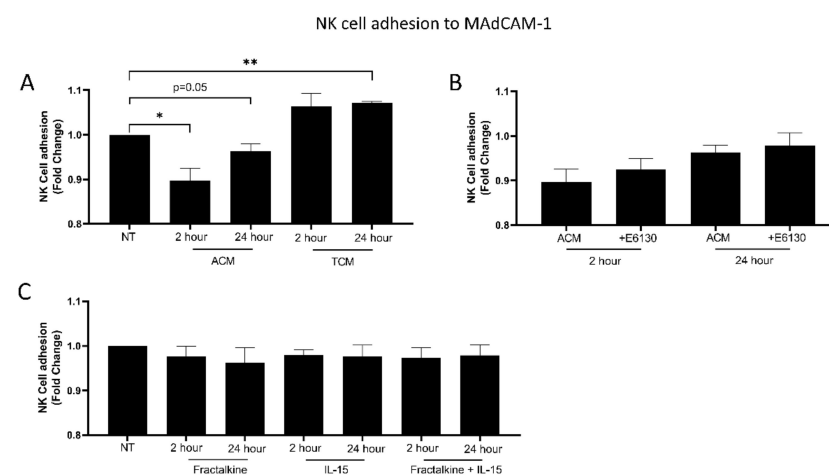 NK cell adhesion to MAdCAM-1
A
NK Cell adhesion
(Fold Change)
1.1
1.0
0.9
0.8
**
p=0.05
*
NT
2 hour
24 hour
2 hour
24 hour
ACM
TCM
B
NK Cell adhesion
(Fold Change)
1.1
1.0
0.9
0.8
ACM
+E6130
ACM
+E6130
2 hour
24 hour
C
NK Cell adhesion
(Fold Change)
1.1
1.0
0.9
0.8
NT
2 hour
24 hour
2 hour
24 hour
2 hour
24 hour
Fractalkine
IL-15
Fractalkine + IL-15